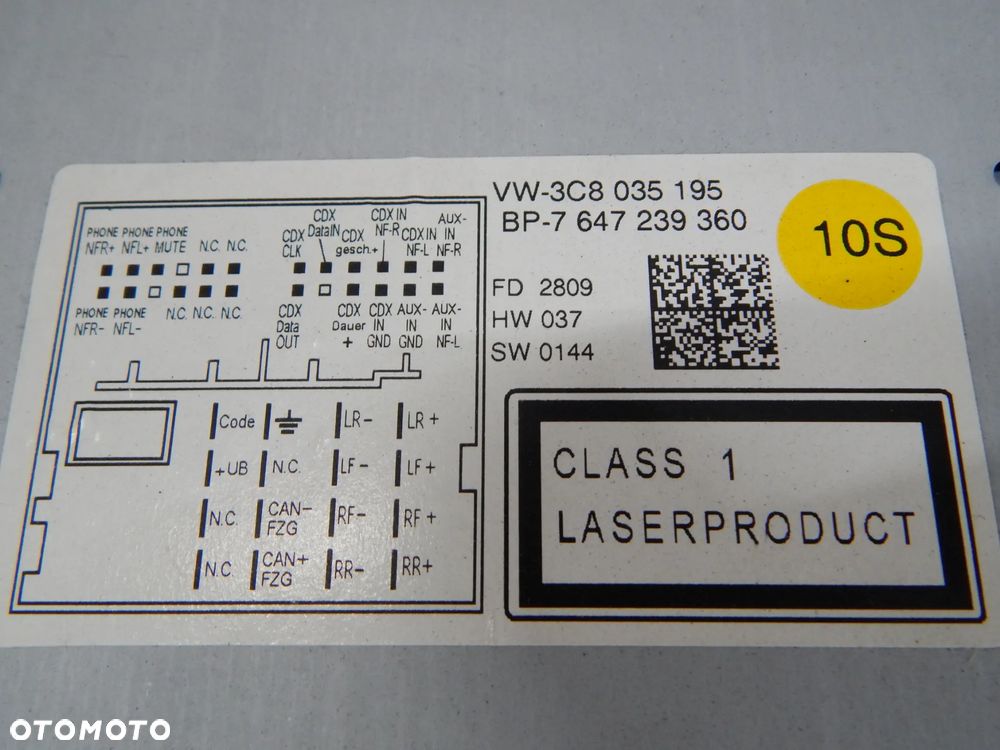 VW-3C8 035 195
BP-7 647 239 360
10S
FD 2809
HW 037
SW 0144
CLASS 1
LASERPRODUCT
PHONE PHONE PHONE
NFR+ NFL+ MUTE N.C. N.C.
CDX CLK
CDX DataIN
CDX gesch.+
CDX IN NF-R
CDX IN NF-L
AUX-IN NF-R
PHONE PHONE
NFR- NFL- N.C. N.C. N.C.
CDX Data OUT
CDX Dauer +
CDX IN GND
AUX-IN GND
AUX-IN NF-L
Code LR- LR+
+UB N.C. LF- LF+
N.C. CAN-FZG RF- RF+
N.C CAN+FZG RR- RR+
OTOMOTO